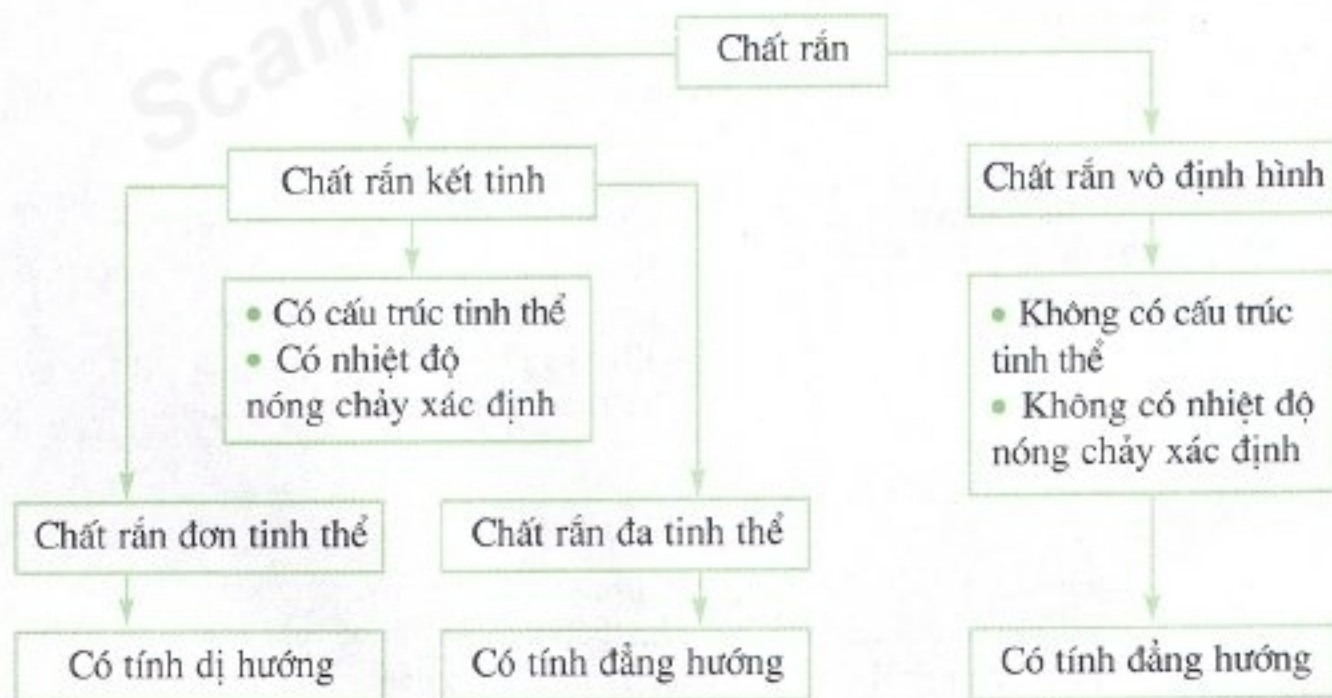 Scann
Chất rắn
Chất rắn kết tinh
Chất rắn vô định hình
• Có cấu trúc tinh thể
• Có nhiệt độ
nóng chảy xác định
• Không có cấu trúc
tinh thể
• Không có nhiệt độ
nóng chảy xác định
Chất rắn đơn tinh thể
Chất rắn đa tinh thể
Có tính dị hướng
Có tính đẳng hướng
Có tính đẳng hướng